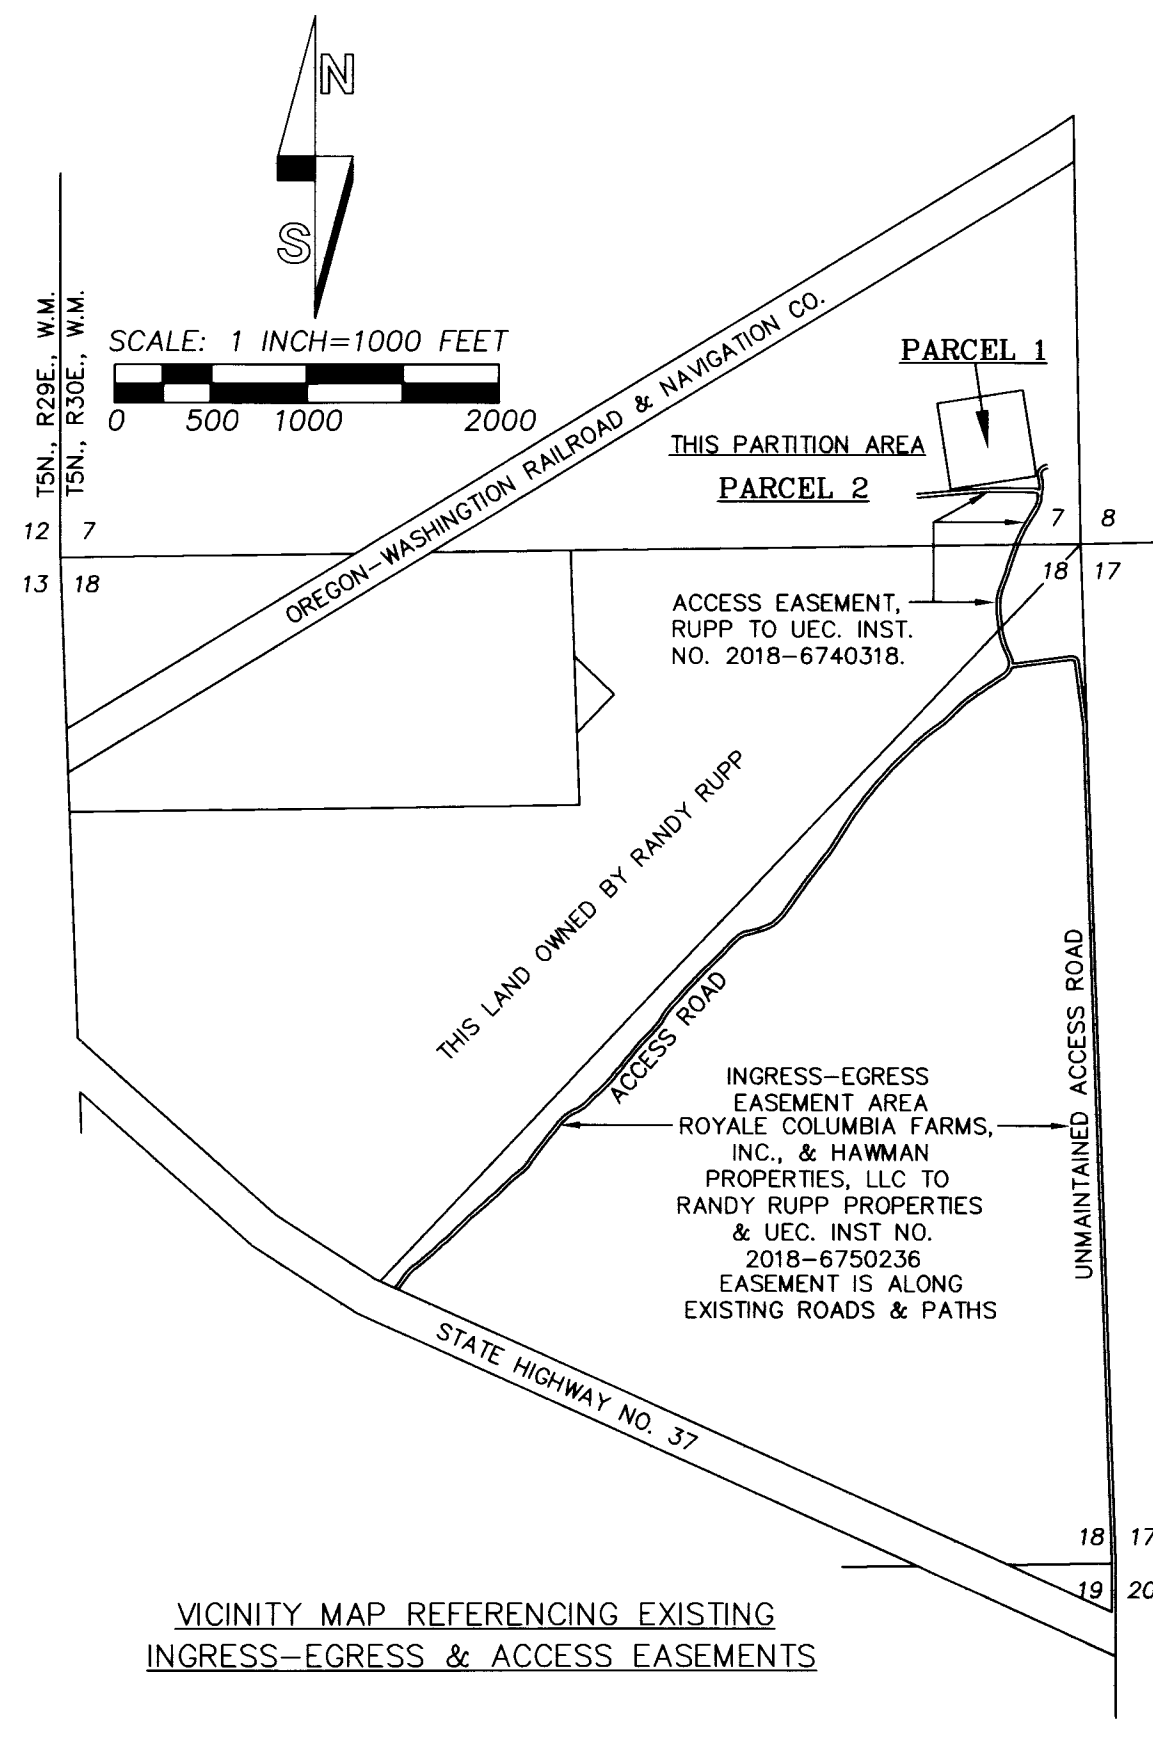 N
S
SCALE: 1 INCH=1000 FEET
0 500 1000 2000
T5N., R29E., W.M.
T5N., R30E., W.M.
12 7
13 18
OREGON-WASHINGTON RAILROAD & NAVIGATION CO.
PARCEL 1
THIS PARTITION AREA
PARCEL 2
7 8
18 17
ACCESS EASEMENT,
RUPP TO UEC. INST.
NO. 2018-6740318.
THIS LAND OWNED BY RANDY RUPP
ACCESS ROAD
UNMAINTAINED ACCESS ROAD
INGRESS-EGRESS
EASEMENT AREA
ROYALE COLUMBIA FARMS,
INC., & HAWMAN
PROPERTIES, LLC TO
RANDY RUPP PROPERTIES
& UEC. INST NO.
2018-6750236
EASEMENT IS ALONG
EXISTING ROADS & PATHS
STATE HIGHWAY NO. 37
18 17
19 20
VICINITY MAP REFERENCING EXISTING
INGRESS-EGRESS & ACCESS EASEMENTS